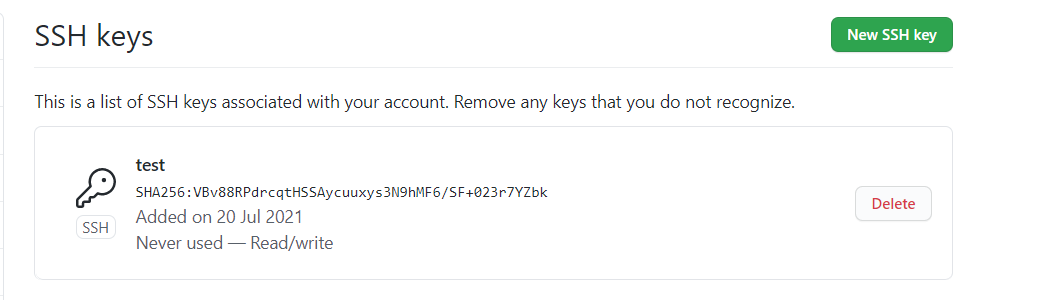 SSH keys
New SSH key
This is a list of SSH keys associated with your account. Remove any keys that you do not recognize.
test
SHA256:VBv88RPdrcqtHSSAycuuxys3N9hMF6/SF+023r7YZbk
Added on 20 Jul 2021
Never used — Read/write
SSH
Delete